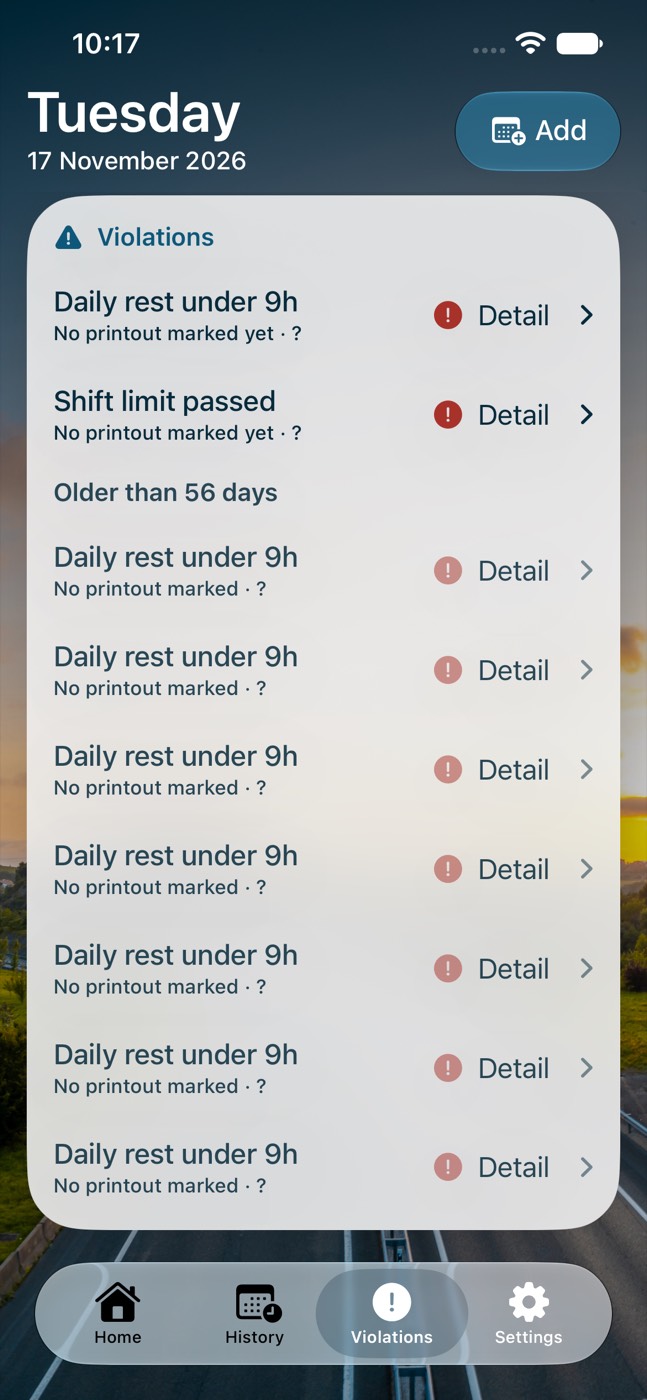 10:17
Tuesday
17 November 2026
Add
Violations
Daily rest under 9h
No printout marked yet · ?
Detail
Shift limit passed
No printout marked yet · ?
Detail
Older than 56 days
Daily rest under 9h
No printout marked · ?
Detail
Daily rest under 9h
No printout marked · ?
Detail
Daily rest under 9h
No printout marked · ?
Detail
Daily rest under 9h
No printout marked · ?
Detail
Daily rest under 9h
No printout marked · ?
Detail
Daily rest under 9h
No printout marked · ?
Detail
Daily rest under 9h
No printout marked · ?
Detail
Home
History
Violations
Settings